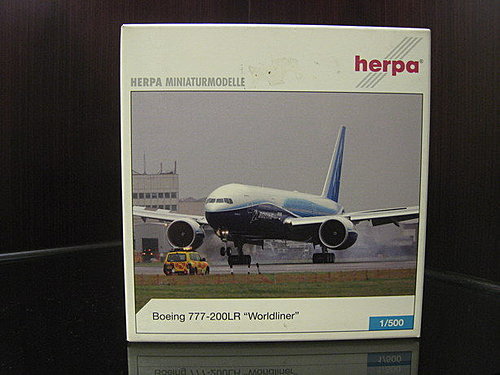 herpa®
HERPA MINIATURMODELLE
Boeing 777-200LR "Worldliner"
1/500